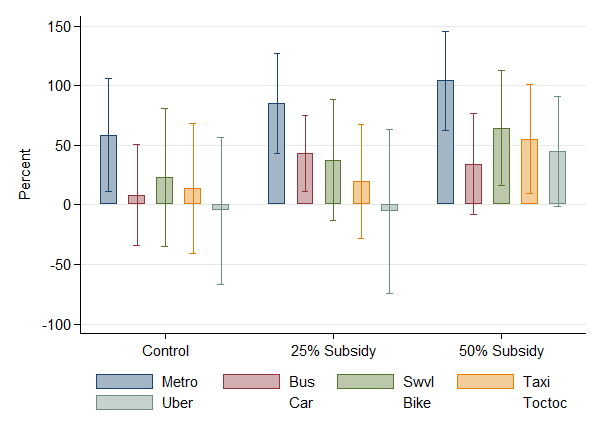 150
100
50
0
-50
-100
Percent
Control 25% Subsidy 50% Subsidy
Metro Bus Swvl Taxi
Uber Car Bike Toctoc